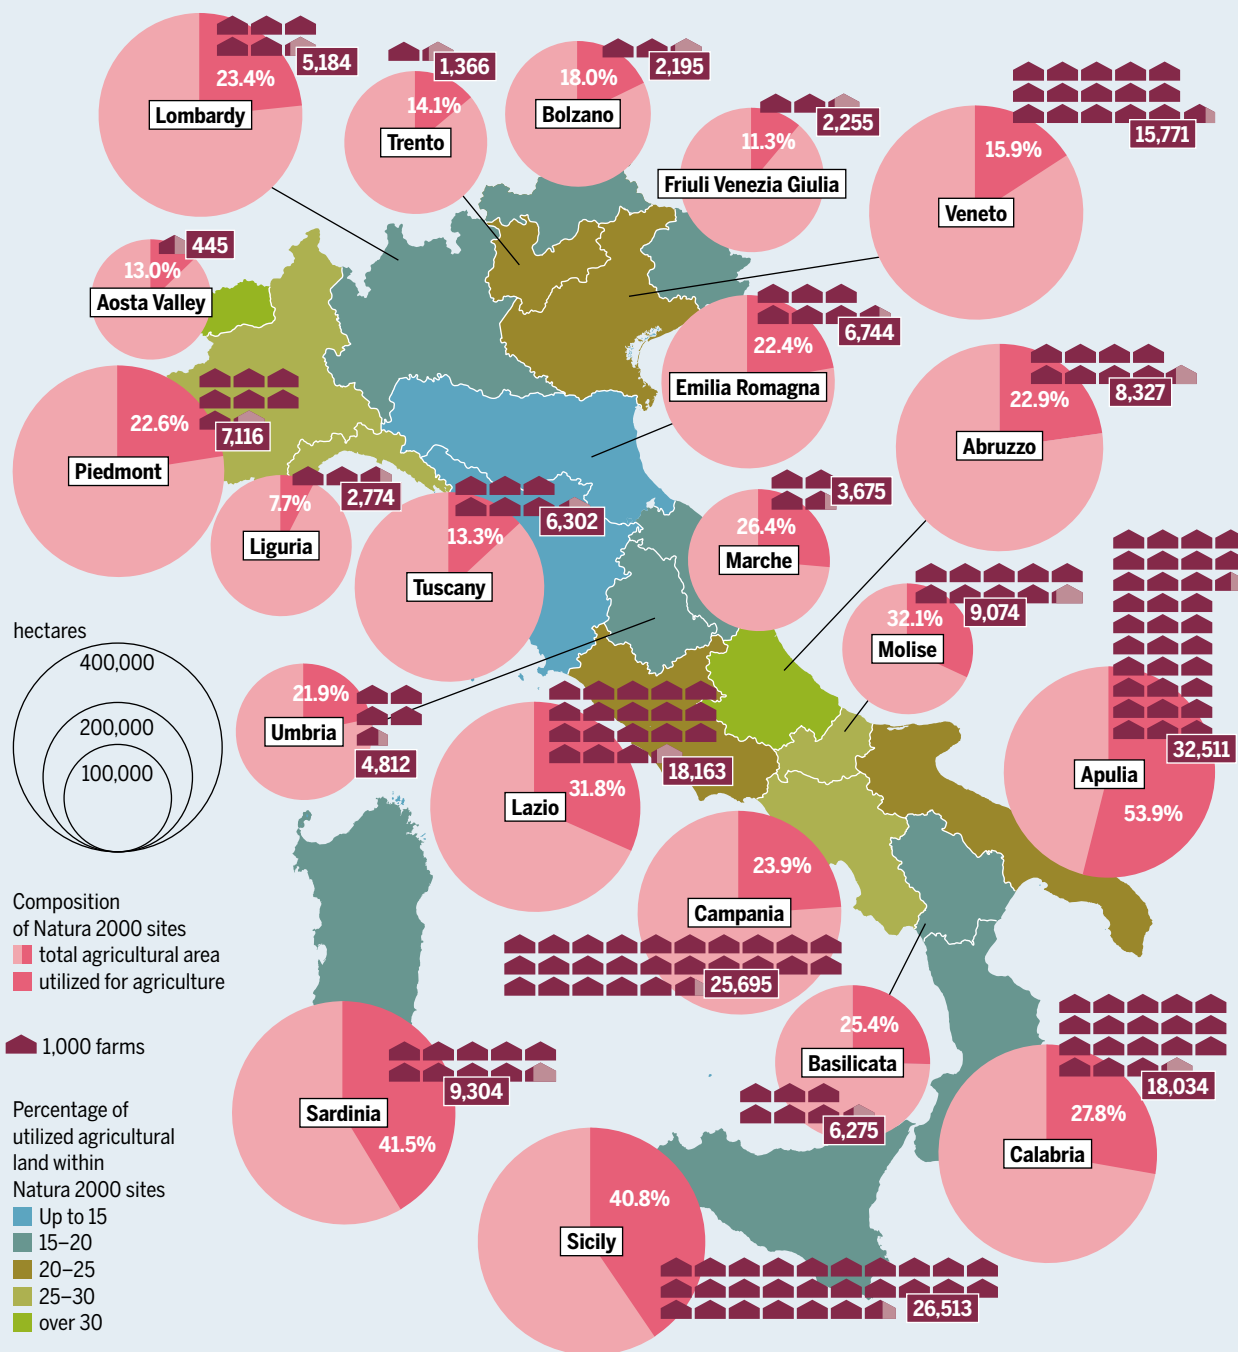 5,184
23.4%
Lombardy
1,366
14.1%
Trento
2,195
18.0%
Bolzano
2,255
11.3%
Friuli Venezia Giulia
15,771
15.9%
Veneto
445
13.0%
Aosta Valley
6,744
22.4%
Emilia Romagna
8,327
22.9%
Abruzzo
22.6%
7,116
Piedmont
2,774
7.7%
Liguria
6,302
13.3%
Tuscany
3,675
26.4%
Marche
9,074
32.1%
Molise
hectares
400,000
200,000
100,000
21.9%
Umbria
4,812
18,163
31.8%
Lazio
32,511
Apulia
53.9%
23.9%
Campania
25,695
Composition
of Natura 2000 sites
total agricultural area
utilized for agriculture
1,000 farms
25.4%
Basilicata
6,275
18,034
27.8%
Calabria
9,304
Sardinia
41.5%
40.8%
Sicily
26,513
Percentage of
utilized agricultural
land within
Natura 2000 sites
Up to 15
15–20
20–25
25–30
over 30